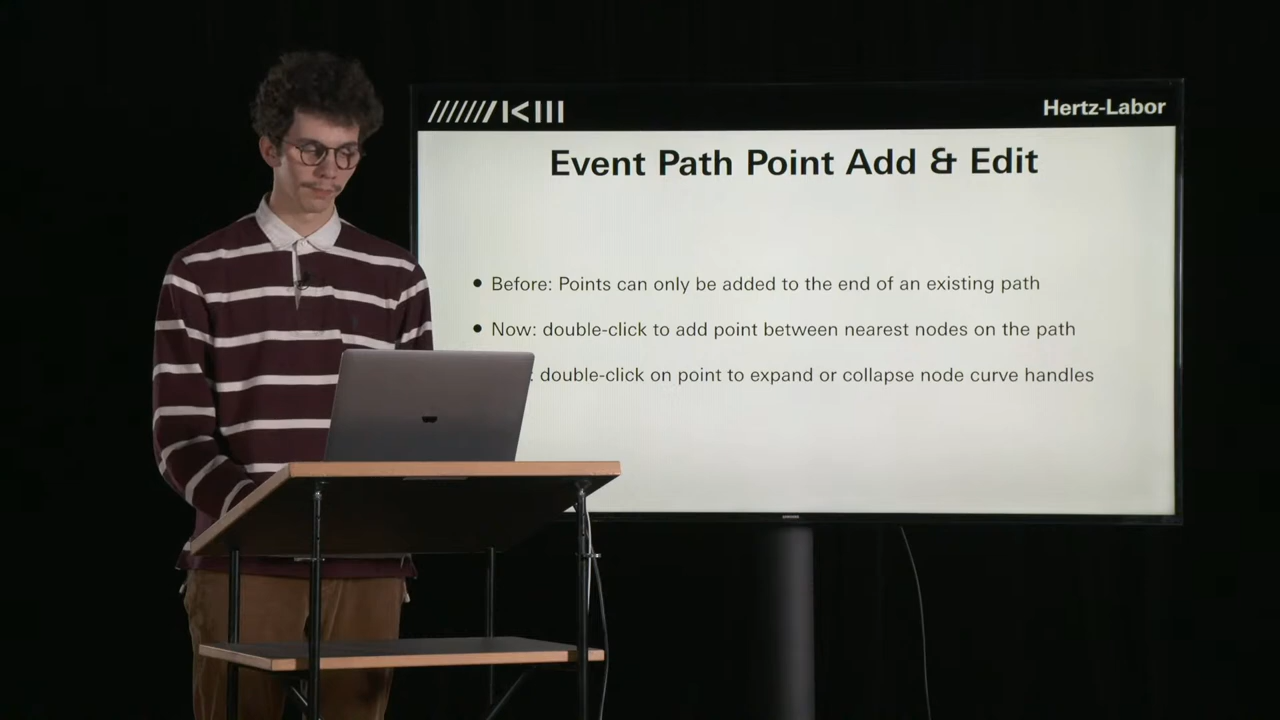 Hertz-Labor
Event Path Point Add & Edit
• Before: Points can only be added to the end of an existing path
• Now: double-click to add point between nearest nodes on the path
: double-click on point to expand or collapse node curve handles